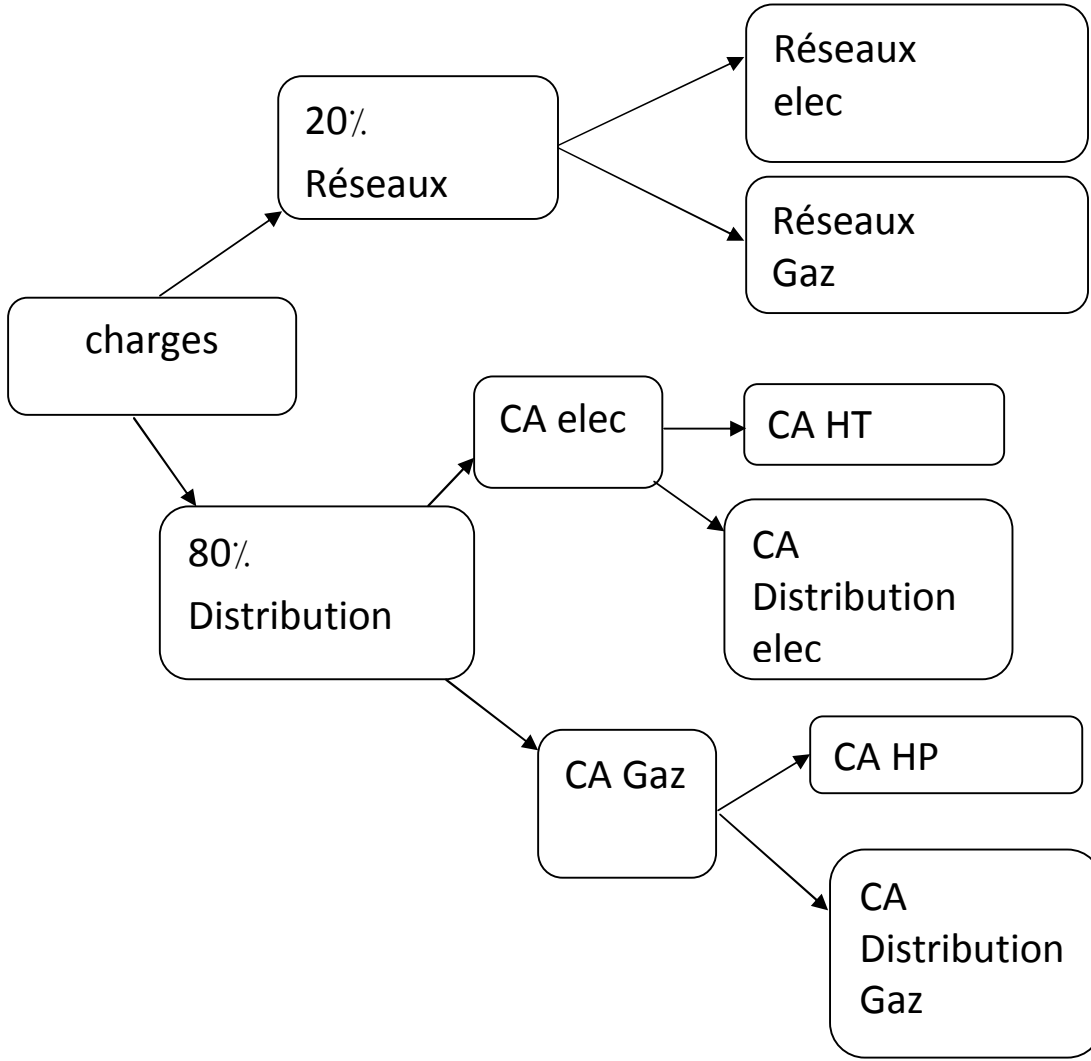 Réseaux
elec
20٪
Réseaux
Réseaux
Gaz
charges
CA elec
CA HT
80٪
Distribution
CA
Distribution
elec
CA Gaz
CA HP
CA
Distribution
Gaz